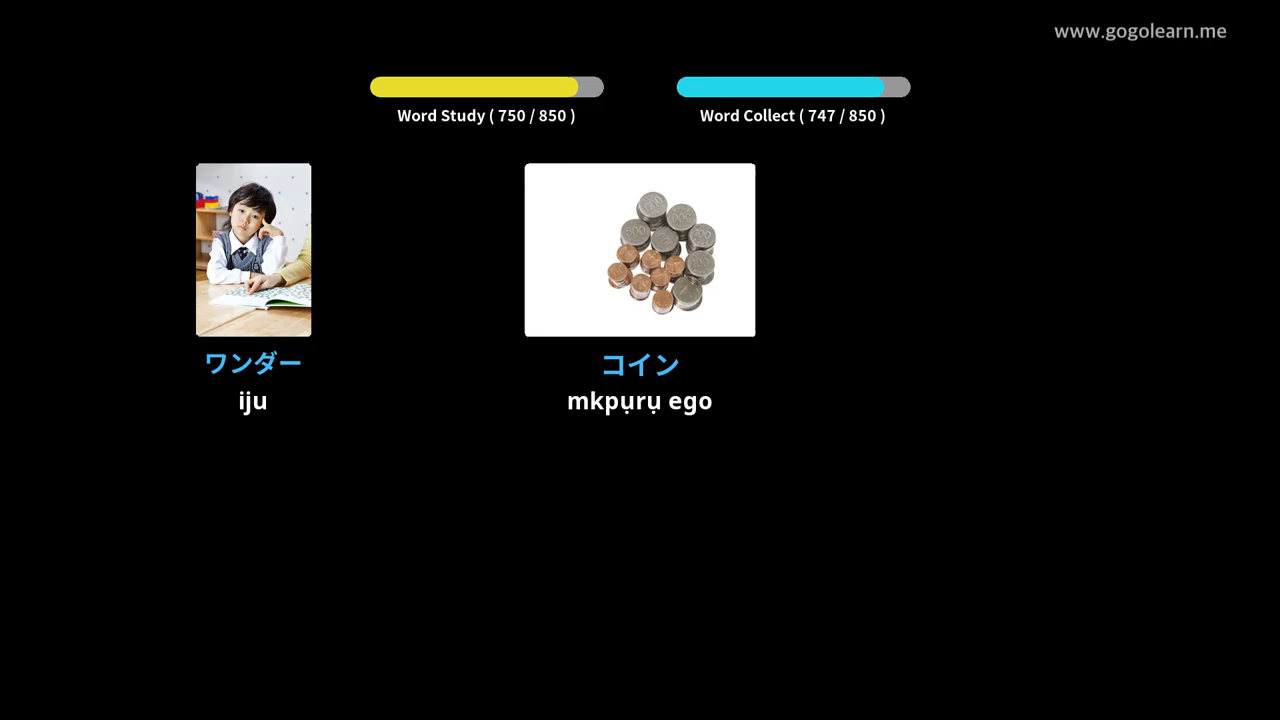 www.gogolearn.me
Word Study ( 750 / 850 )
Word Collect ( 747 / 850 )
ワンダー
iju
コイン
mkpụrụ ego